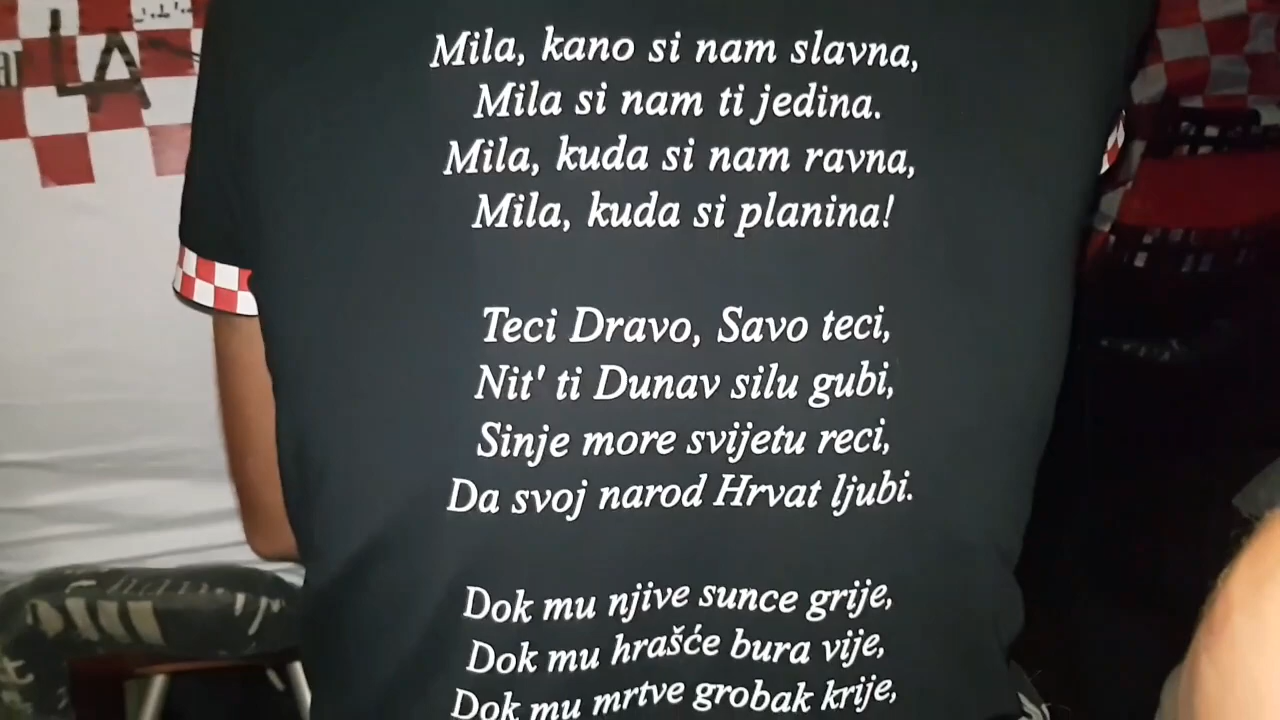 LA
Mila, kano si nam slavna,
Mila si nam ti jedina.
Mila, kuda si nam ravna,
Mila, kuda si planina!
Teci Dravo, Savo teci,
Nit' ti Dunav silu gubi,
Sinje more svijetu reci,
Da svoj narod Hrvat ljubi.
Dok mu njive sunce grije,
Dok mu hrašće bura vije,
Dok mu mrtve grobak krije,